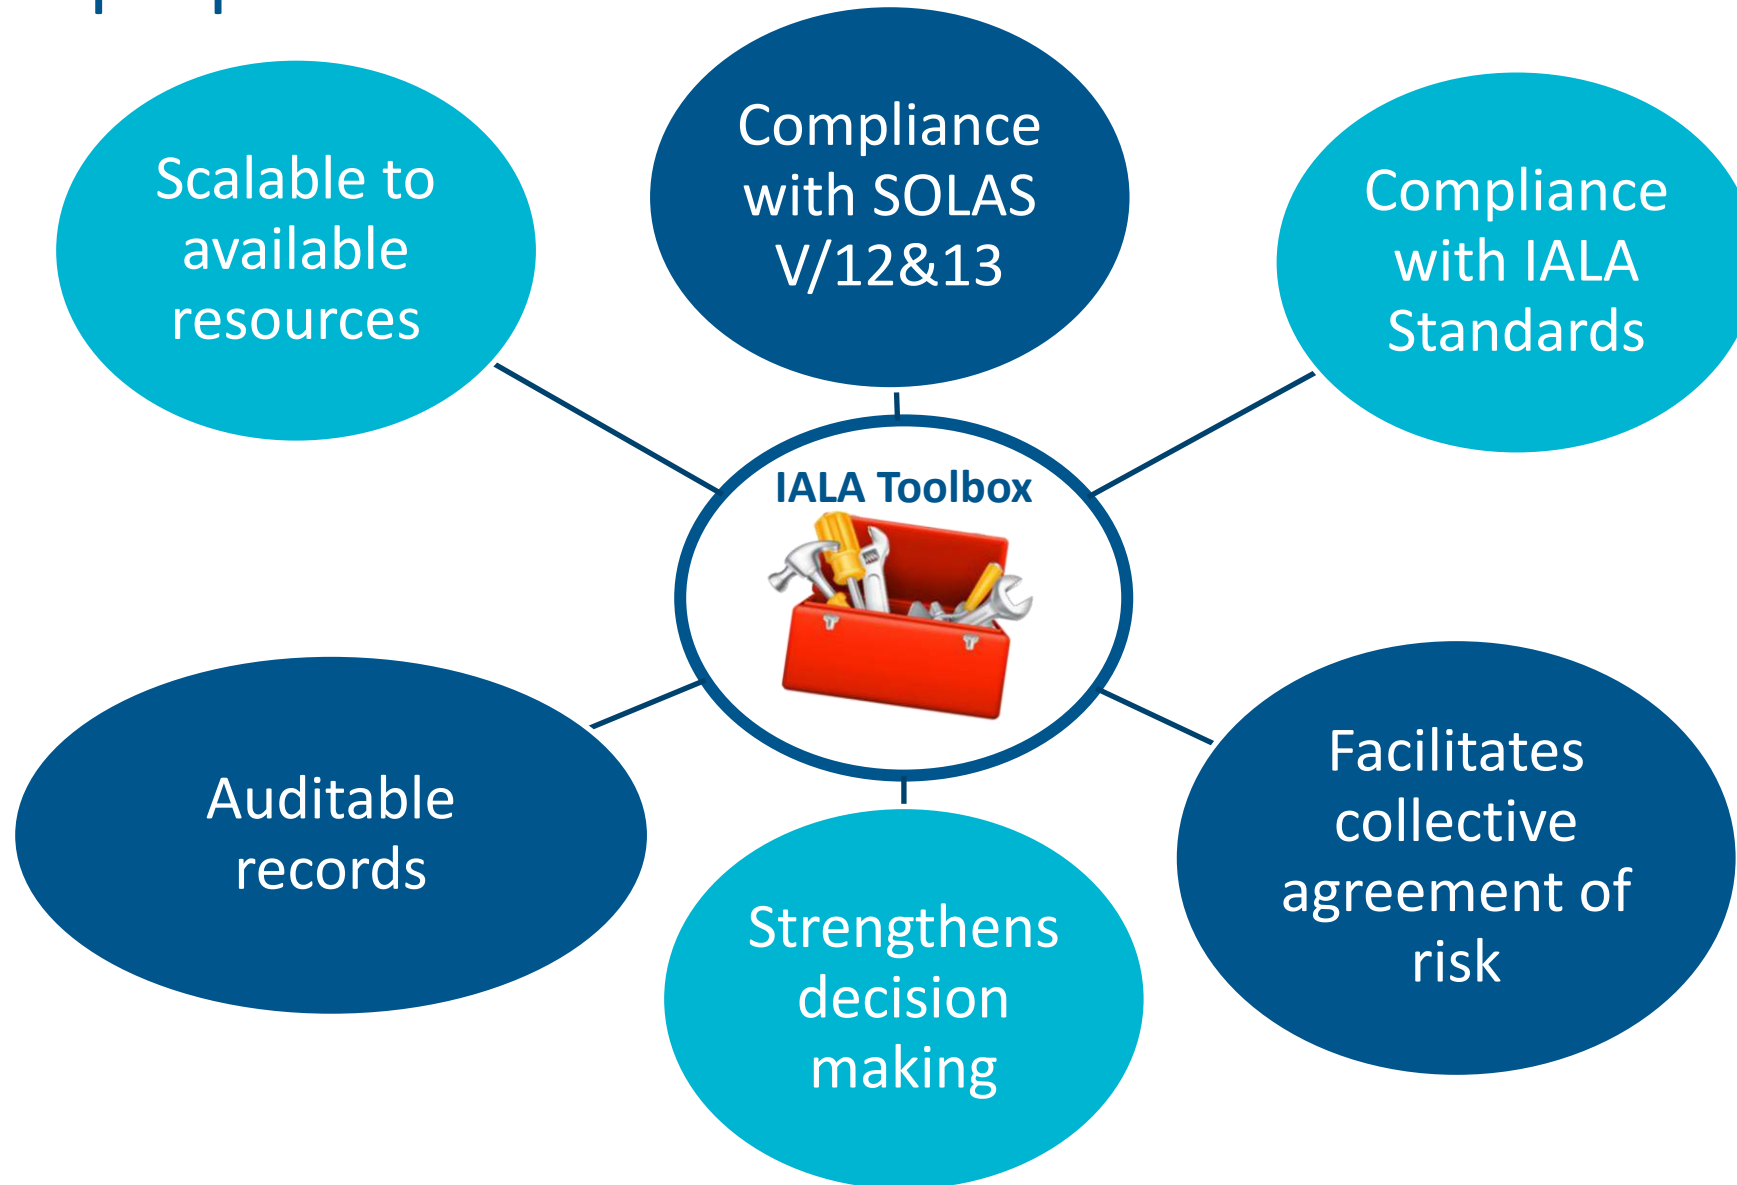 Compliance
with SOLAS
V/12&13
Scalable to
available
resources
Compliance
with IALA
Standards
IALA Toolbox
Auditable
records
Facilitates
collective
agreement of
risk
Strengthens
decision
making